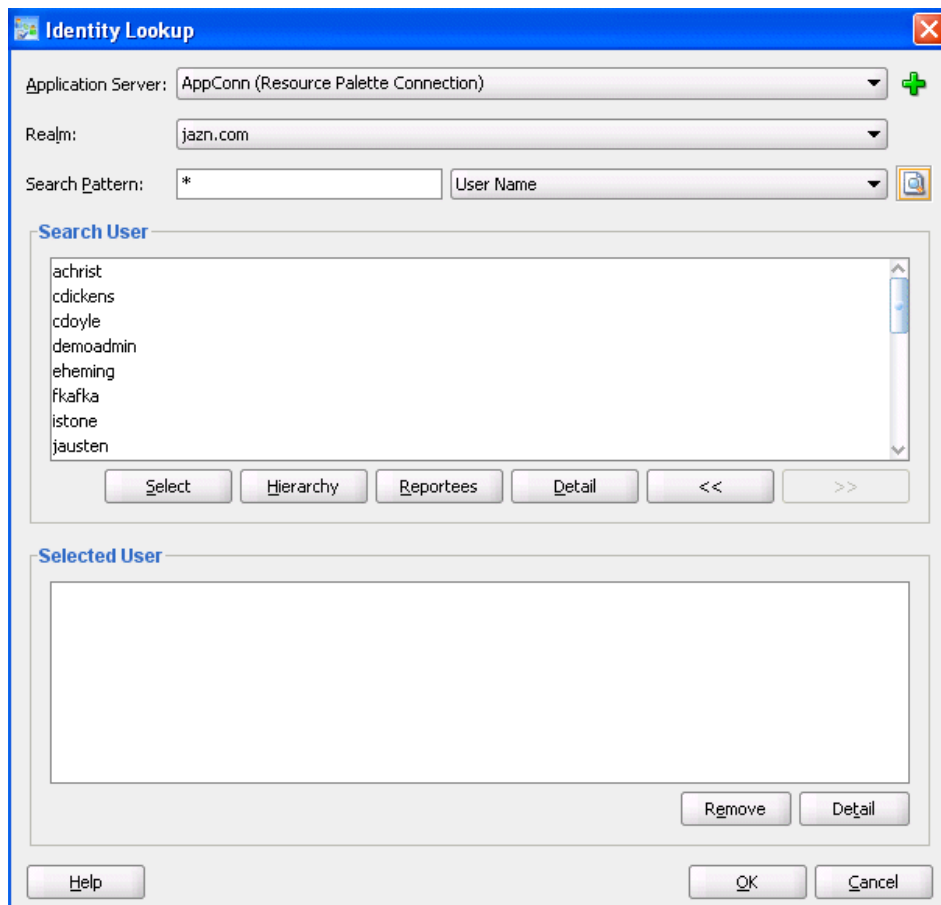 Identity Lookup
Application Server: AppConn (Resource Palette Connection)
Realm: jazn.com
Search Pattern: * User Name
Search User
achrist
cdickens
cdoyle
demoadmin
eheming
fkafka
istone
jausten
Select Hierarchy Reportees Detail << >>
Selected User
Remove Detail
Help OK Cancel